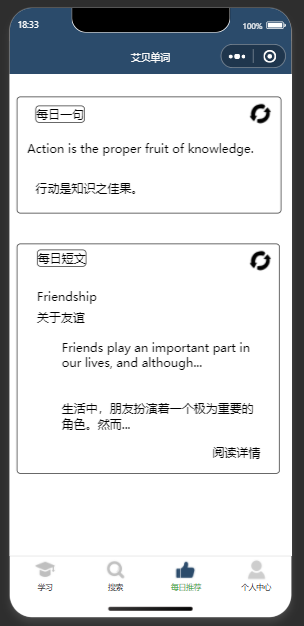 18:33
100%
艾贝单词
每日一句
Action is the proper fruit of knowledge.
行动是知识之佳果。
每日短文
Friendship
关于友谊
Friends play an important part in
our lives, and although...
生活中，朋友扮演着一个极为重要的
角色。然而...
阅读详情
学习
搜索
每日推荐
个人中心